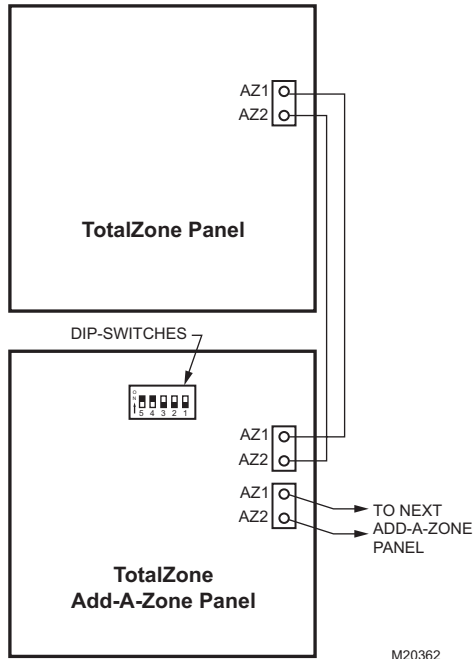 AZ1
AZ2
TotalZone Panel
DIP-SWITCHES
ON
5 4 3 2 1
AZ1
AZ2
AZ1
AZ2
TO NEXT
ADD-A-ZONE
PANEL
TotalZone
Add-A-Zone Panel
M20362